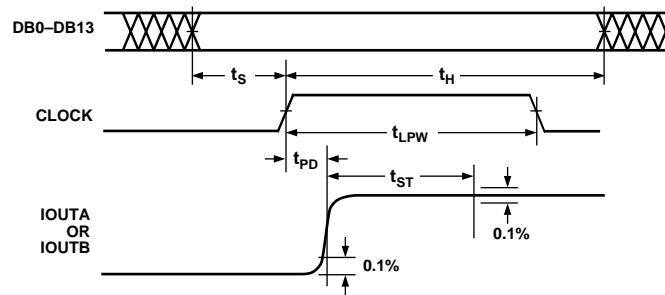 DB0–DB13
tS
tH
CLOCK
tLPW
tPD
tST
IOUTA
OR
IOUTB
0.1%
0.1%